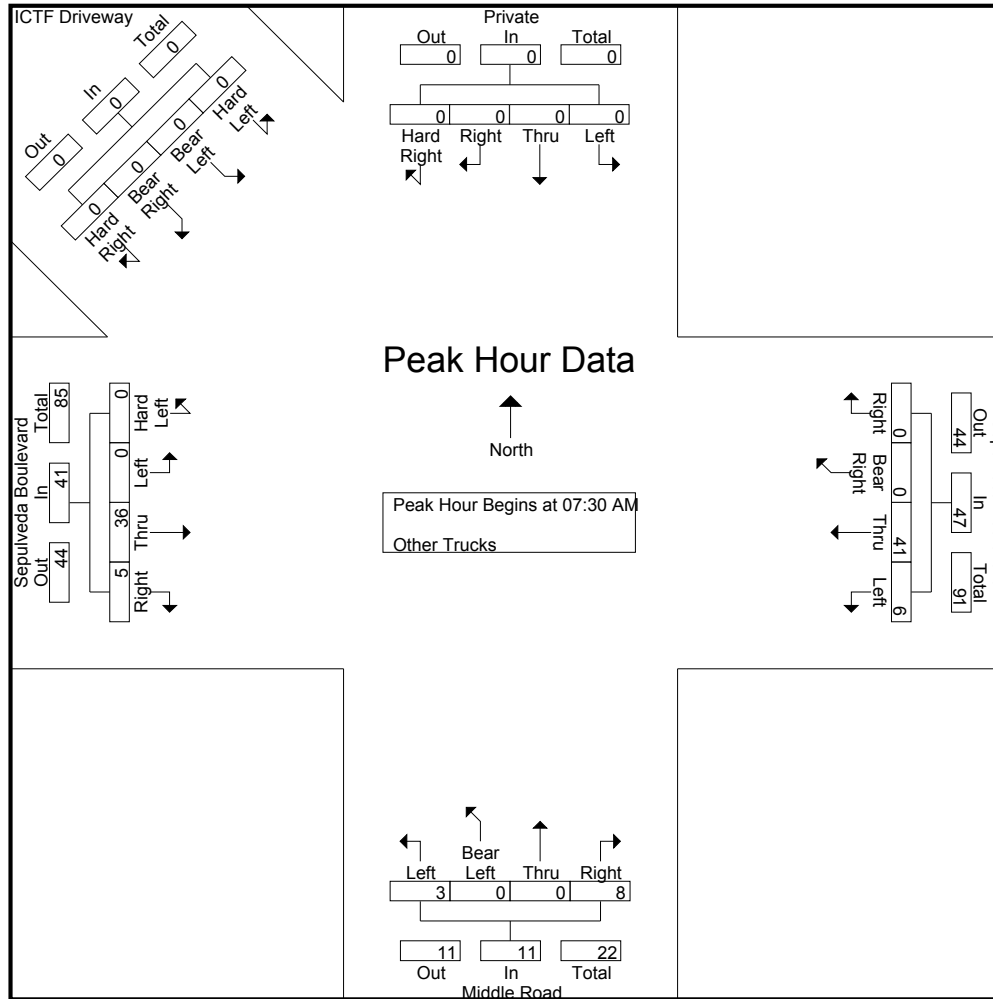 ICTF Driveway
Total
0
In
0
Out
0
0
0
0
0
Hard
Left
Bear
Left
Bear
Right
Hard
Right
Private
Out In Total
0 0 0
0 0 0 0
Hard
Right Right Thru Left
Peak Hour Data
North
Peak Hour Begins at 07:30 AM
Other Trucks
Sepulveda Boulevard
Out In Total
44 41 85
5 36 0 0
Right Thru Left Hard
Left
Out In Total
44 47 91
0 0 41 6
Right Bear
Right Thru Left
Bear
Left Left Thru Right
3 0 0 8
11 11 22
Out In Total
Middle Road